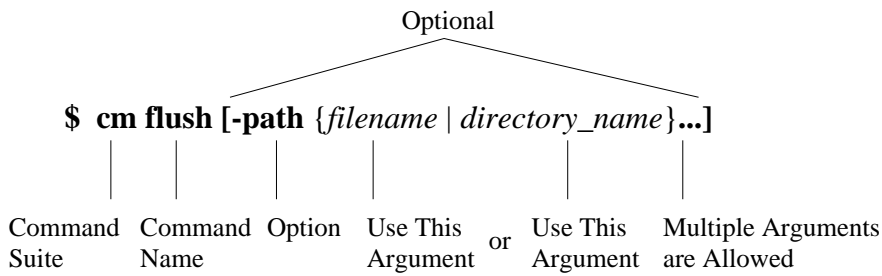 Optional
$ cm flush [-path {filename | directory_name}...]
Command Suite
Command Name
Option
Use This Argument
or
Use This Argument
Multiple Arguments are Allowed